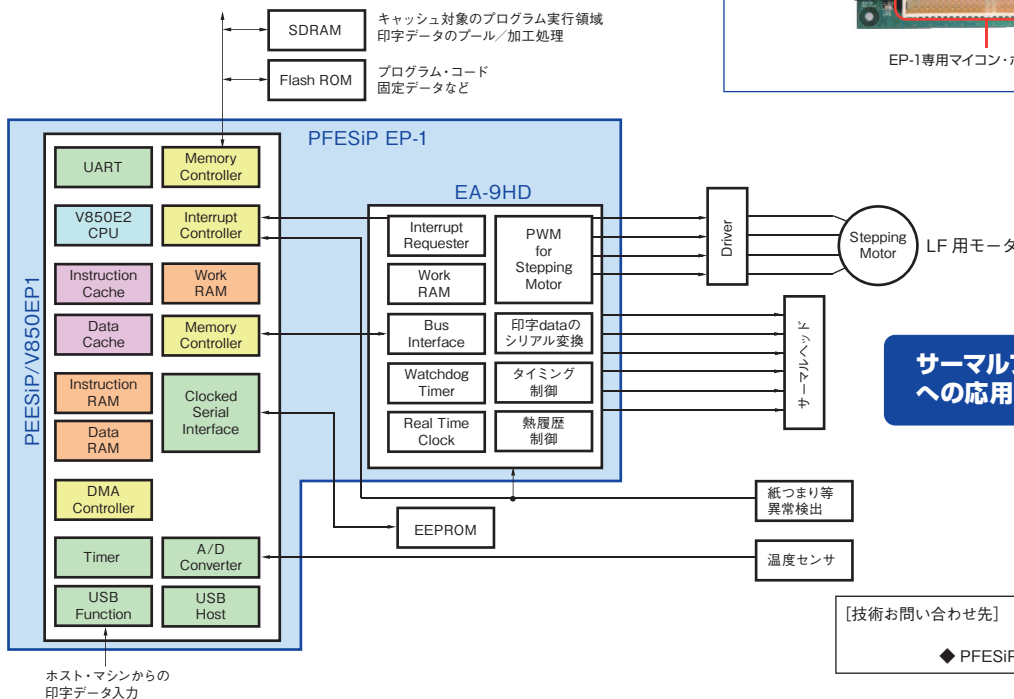 SDRAM
キャッシュ対象のプログラム実行領域
印字データのプール／加工処理
Flash ROM
プログラム・コード
固定データなど
EP-1専用マイコン・
PFESiP EP-1
PEESiP/V850EP1
UART
Memory
Controller
V850E2
CPU
Interrupt
Controller
Instruction
Cache
Work
RAM
Data
Cache
Memory
Controller
Instruction
RAM
Data
RAM
Clocked
Serial
Interface
DMA
Controller
Timer
A/D
Converter
USB
Function
USB
Host
EA-9HD
Interrupt
Requester
PWM
for
Stepping
Motor
Work
RAM
Bus
Interface
印字dataの
シリアル変換
Watchdog
Timer
タイミング
制御
Real Time
Clock
熱履歴
制御
Driver
Stepping
Motor
LF 用モータ
サーマルヘッド
サーマルプ
への応用
紙つまり等
異常検出
EEPROM
温度センサ
[技術お問い合わせ先]
◆ PFESiP
ホスト・マシンからの
印字データ入力